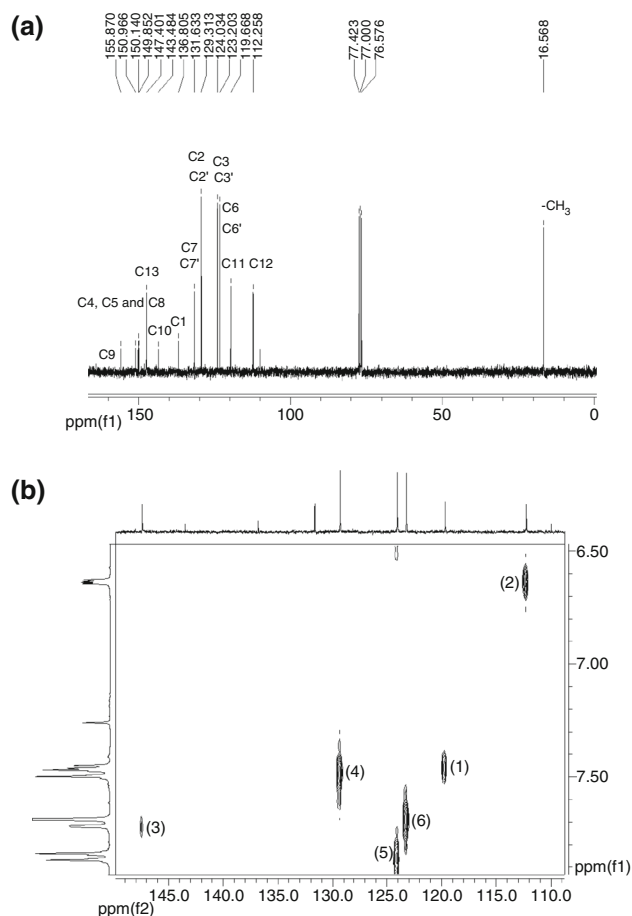 (a)
155.870
150.966
150.140
149.852
147.401
143.484
136.805
131.633
129.313
124.034
123.203
119.668
112.258
77.423
77.000
76.576
16.568
C2
C2'
C3
C3'
C6
C6'
-CH3
C7
C7'
C11 C12
C13
C4, C5 and C8
C10
C1
C9
150
100
50
0
ppm(f1)
(b)
6.50
(2)
7.00
(4)
(1)
7.50
(3)
(6)
(5)
ppm(f1)
145.0
140.0
135.0
130.0
125.0
120.0
115.0
110.0
ppm(f2)